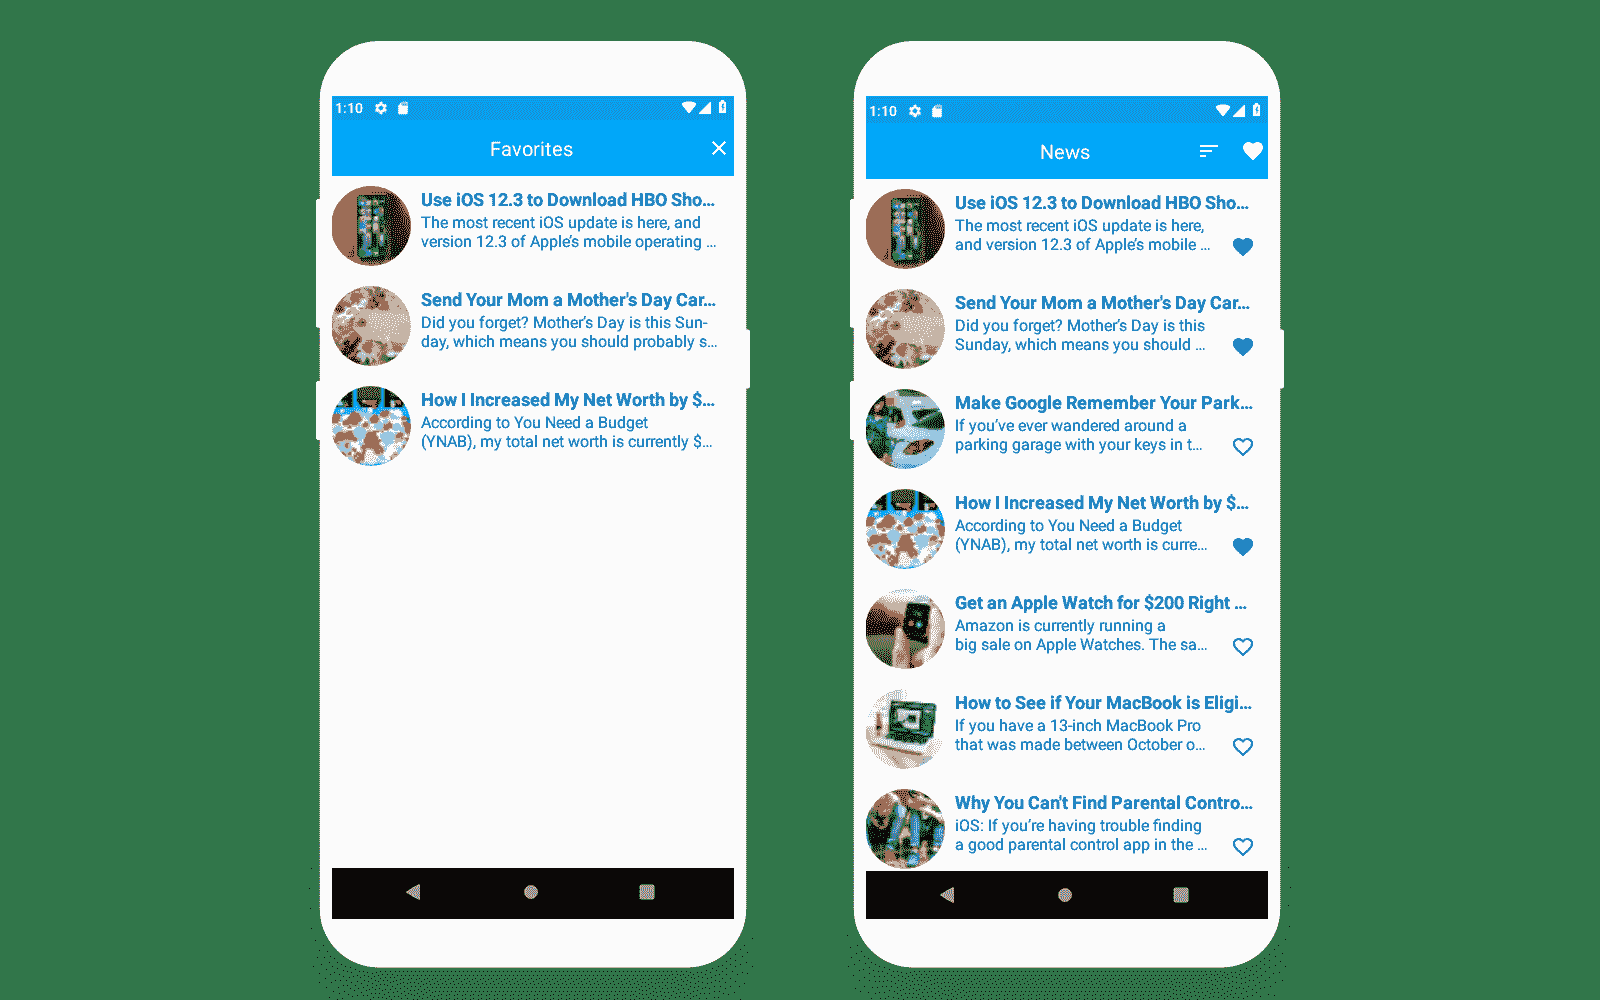 1:10
Favorites
Use iOS 12.3 to Download HBO Sho...
The most recent iOS update is here, and
version 12.3 of Apple's mobile operating ...
Send Your Mom a Mother's Day Car...
Did you forget? Mother's Day is this Sun-
day, which means you should probably s...
How I Increased My Net Worth by $...
According to You Need a Budget
(YNAB), my total net worth is currently $...
1:10
News
Use iOS 12.3 to Download HBO Sho...
The most recent iOS update is here,
and version 12.3 of Apple's mobile ...
Send Your Mom a Mother's Day Car...
Did you forget? Mother's Day is this
Sunday, which means you should ...
Make Google Remember Your Park...
If you've ever wandered around a
parking garage with your keys in t...
How I Increased My Net Worth by $...
According to You Need a Budget
(YNAB), my total net worth is curre...
Get an Apple Watch for $200 Right ...
Amazon is currently running a
big sale on Apple Watches. The sa...
How to See if Your MacBook is Eligi...
If you have a 13-inch MacBook Pro
that was made between October o...
Why You Can't Find Parental Contro...
iOS: If you're having trouble finding
a good parental control app in the ...